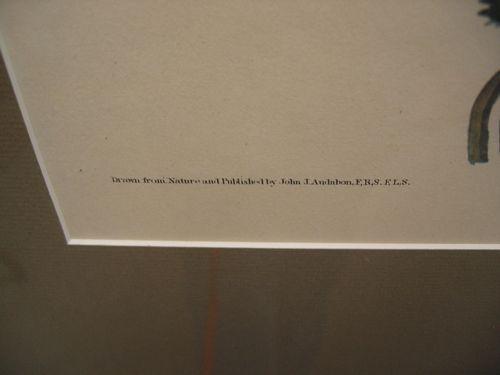 Drawn from Nature and Published by John J. Audubon, F.R.S. F.L.S.